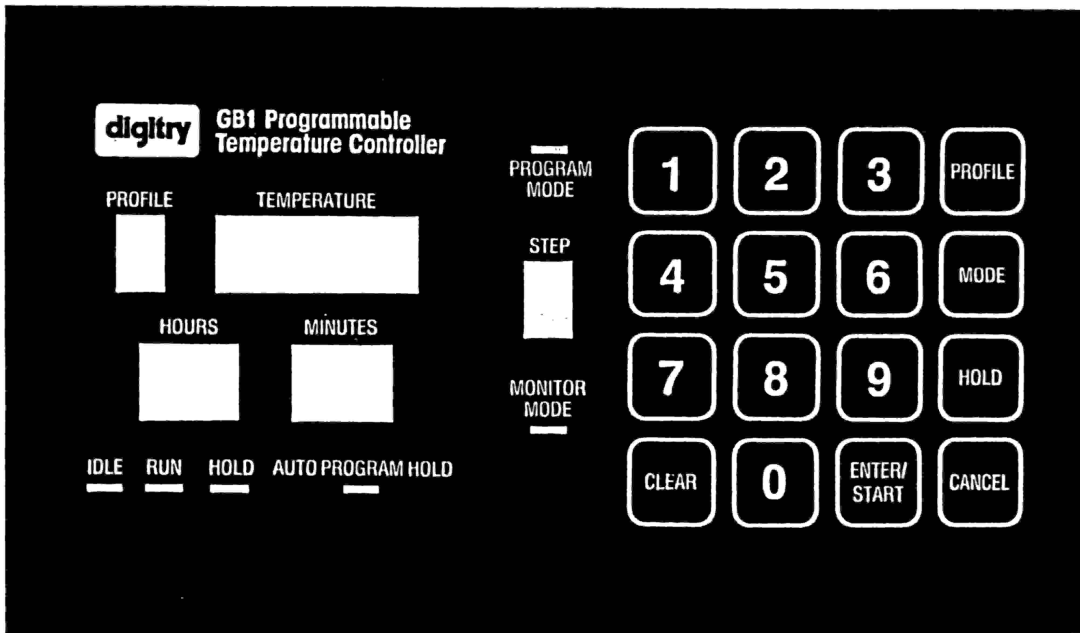 digitry
GB1 Programmable
Temperature Controller
PROFILE
TEMPERATURE
HOURS
MINUTES
IDLE
RUN
HOLD
AUTO PROGRAM HOLD
PROGRAM
MODE
STEP
MONITOR
MODE
1
2
3
PROFILE
4
5
6
MODE
7
8
9
HOLD
CLEAR
0
ENTER/
START
CANCEL